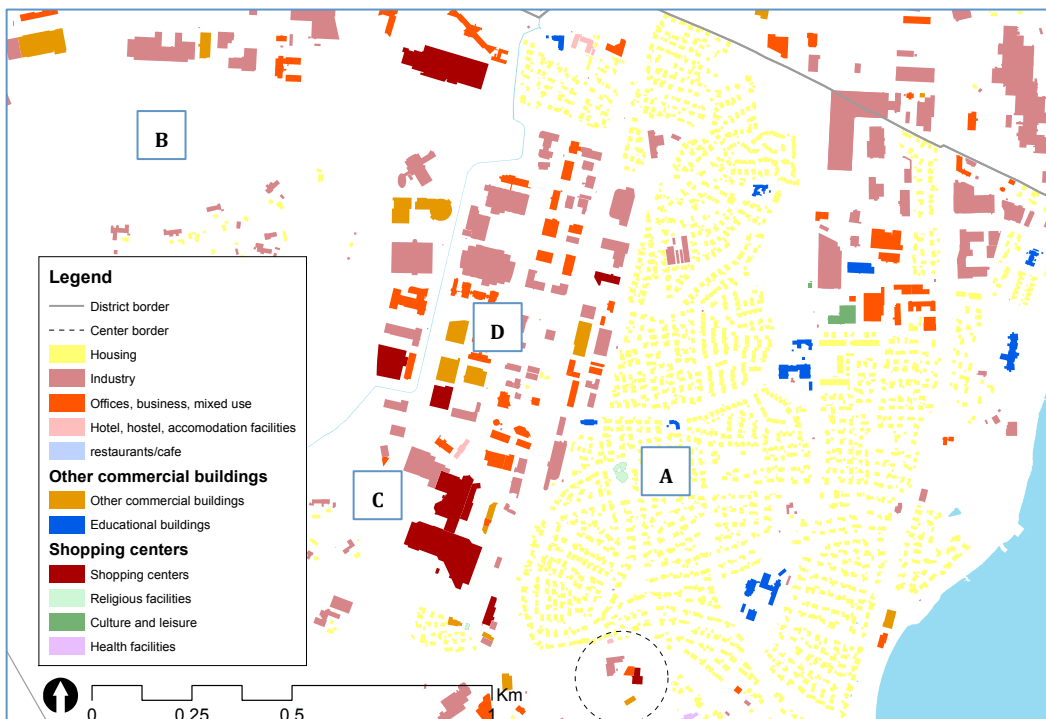 B
D
A
C
Legend
District border
Center border
Housing
Industry
Offices, business, mixed use
Hotel, hostel, accomodation facilities
restaurants/cafe
Other commercial buildings
Other commercial buildings
Educational buildings
Shopping centers
Shopping centers
Religious facilities
Culture and leisure
Health facilities
Km
0 0.25 0.5 1